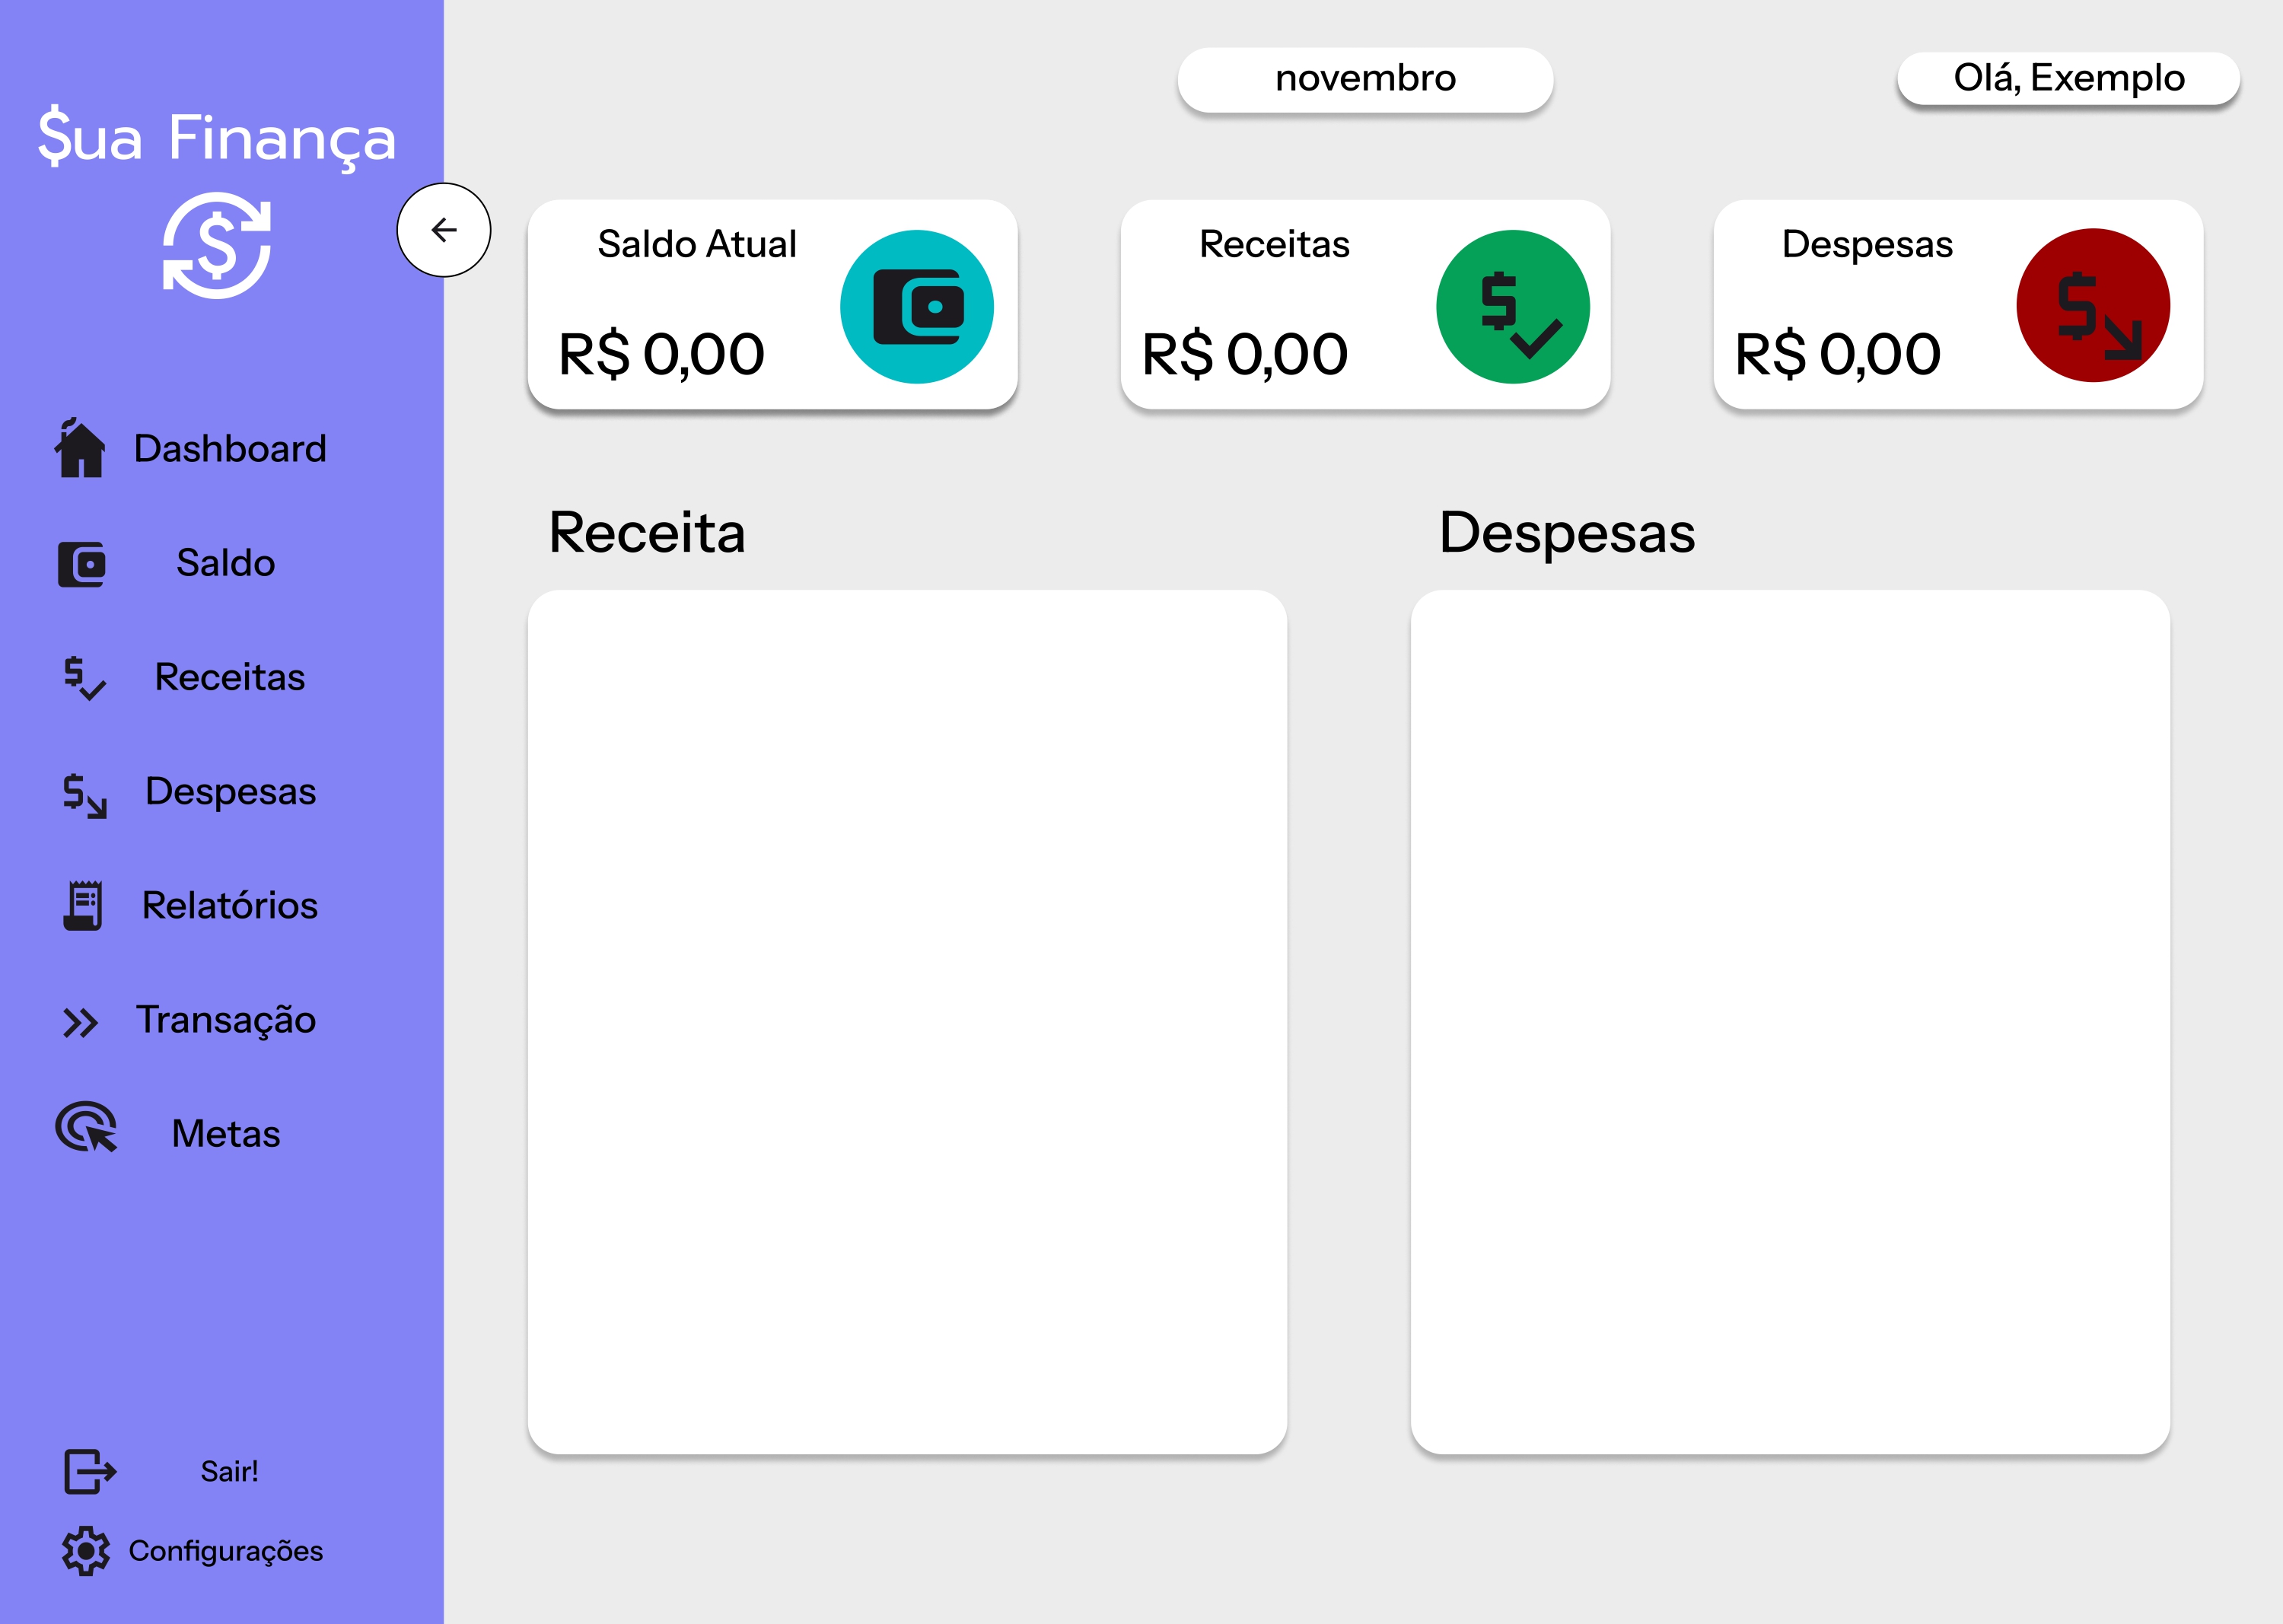 $ua Finança
Dashboard
Saldo
Receitas
Despesas
Relatórios
Transação
Metas
Sair!
Configurações
novembro
Olá, Exemplo
Saldo Atual
R$ 0,00
Receitas
R$ 0,00
Despesas
R$ 0,00
Receita
Despesas